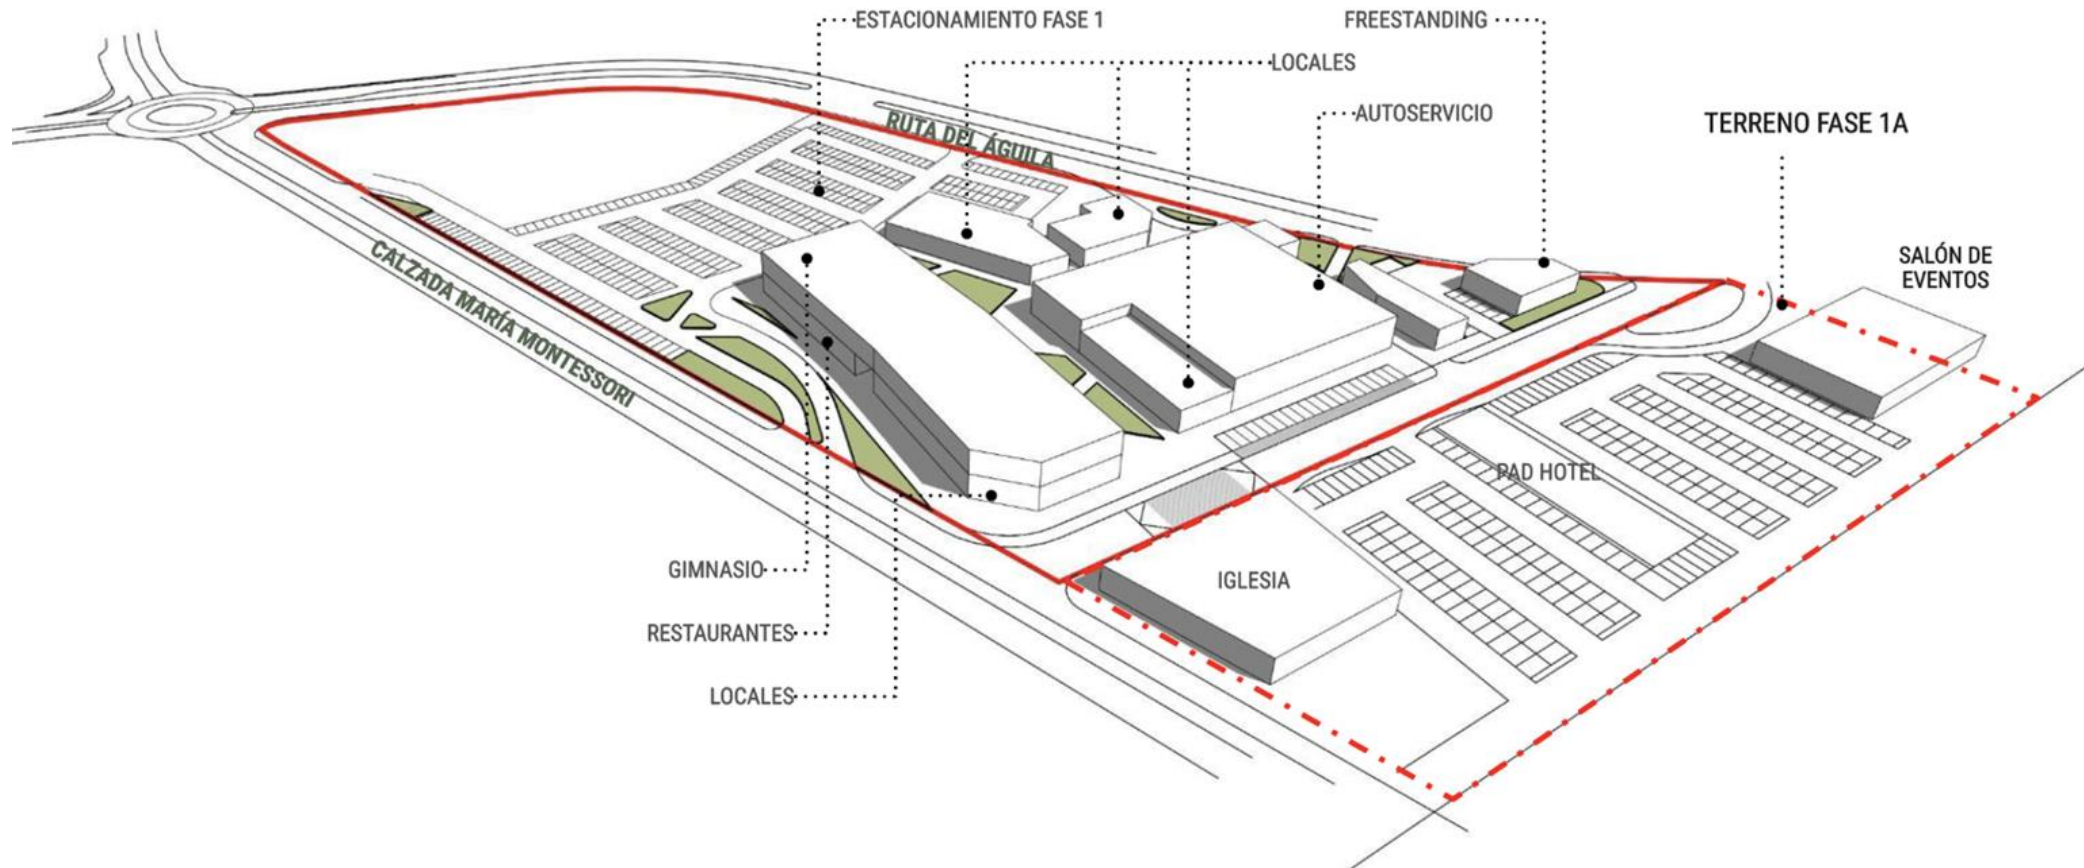 ESTACIONAMIENTO FASE 1
FREESTANDING
LOCALES
AUTOSERVICIO
TERRENO FASE 1A
RUTA DEL ÁGUILA
SALÓN DE
EVENTOS
CALZADA MARÍA MONTESSORI
PAD HOTEL
GIMNASIO
IGLESIA
RESTAURANTES
LOCALES